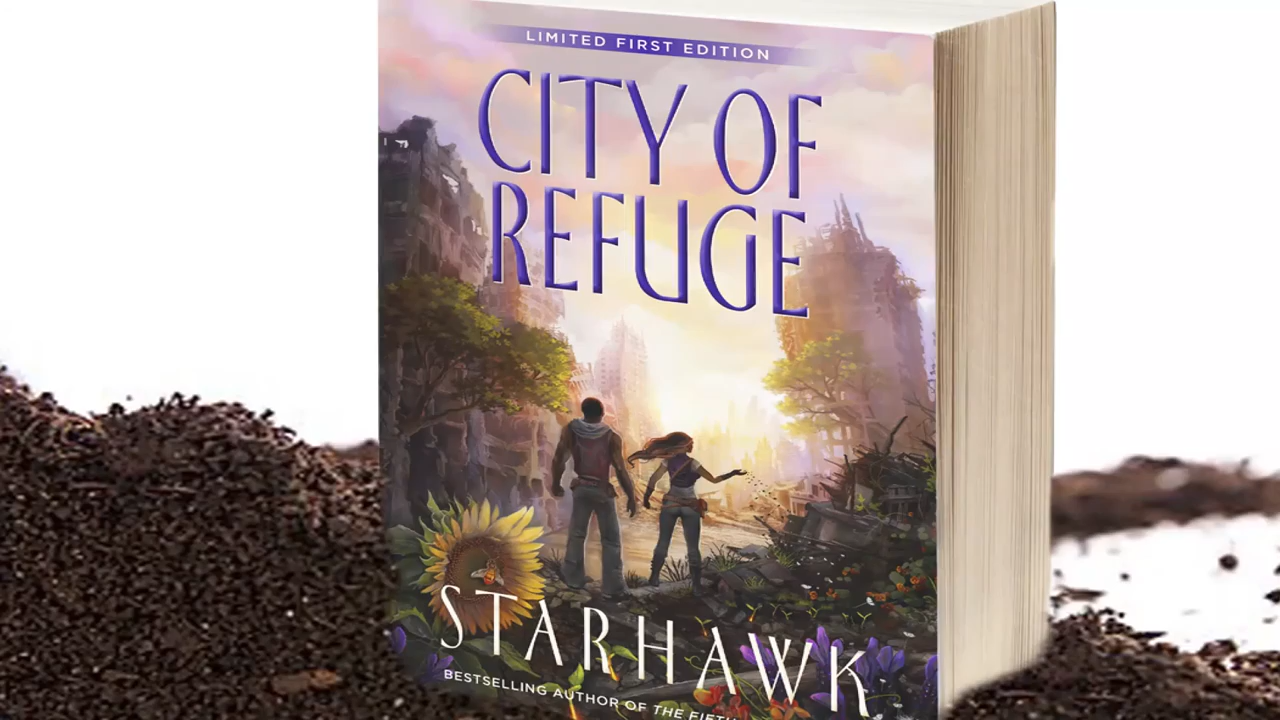 LIMITED FIRST EDITION
CITY OF
REFUGE
STARHAWK
BESTSELLING AUTHOR OF THE